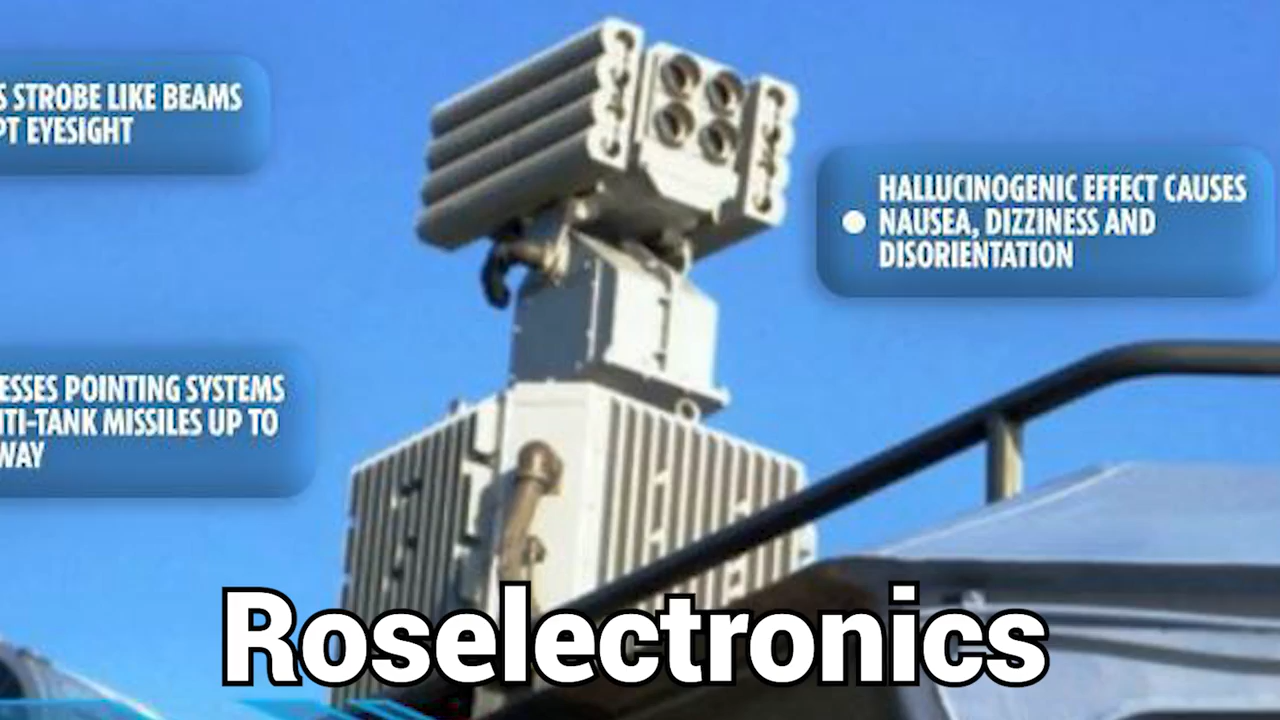 S STROBE LIKE BEAMS
PT EYESIGHT
HALLUCINOGENIC EFFECT CAUSES
NAUSEA, DIZZINESS AND
DISORIENTATION
ESSES POINTING SYSTEMS
TI-TANK MISSILES UP TO
WAY
Roselectronics